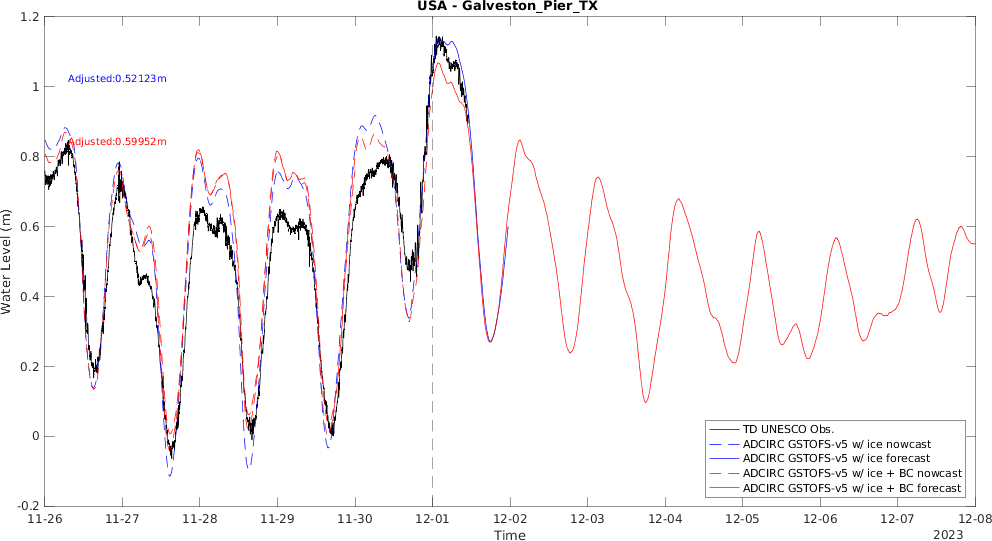 USA - Galveston_Pier_TX
1.2
1
0.8
0.6
0.4
0.2
0
-0.2
Water Level (m)
Adjusted:0.52123m
Adjusted:0.59952m
TD UNESCO Obs.
ADCIRC GSTOFS-v5 w/ ice nowcast
ADCIRC GSTOFS-v5 w/ ice forecast
ADCIRC GSTOFS-v5 w/ ice + BC nowcast
ADCIRC GSTOFS-v5 w/ ice + BC forecast
11-26 11-27 11-28 11-29 11-30 12-01 12-02 12-03 12-04 12-05 12-06 12-07 12-08
Time
2023